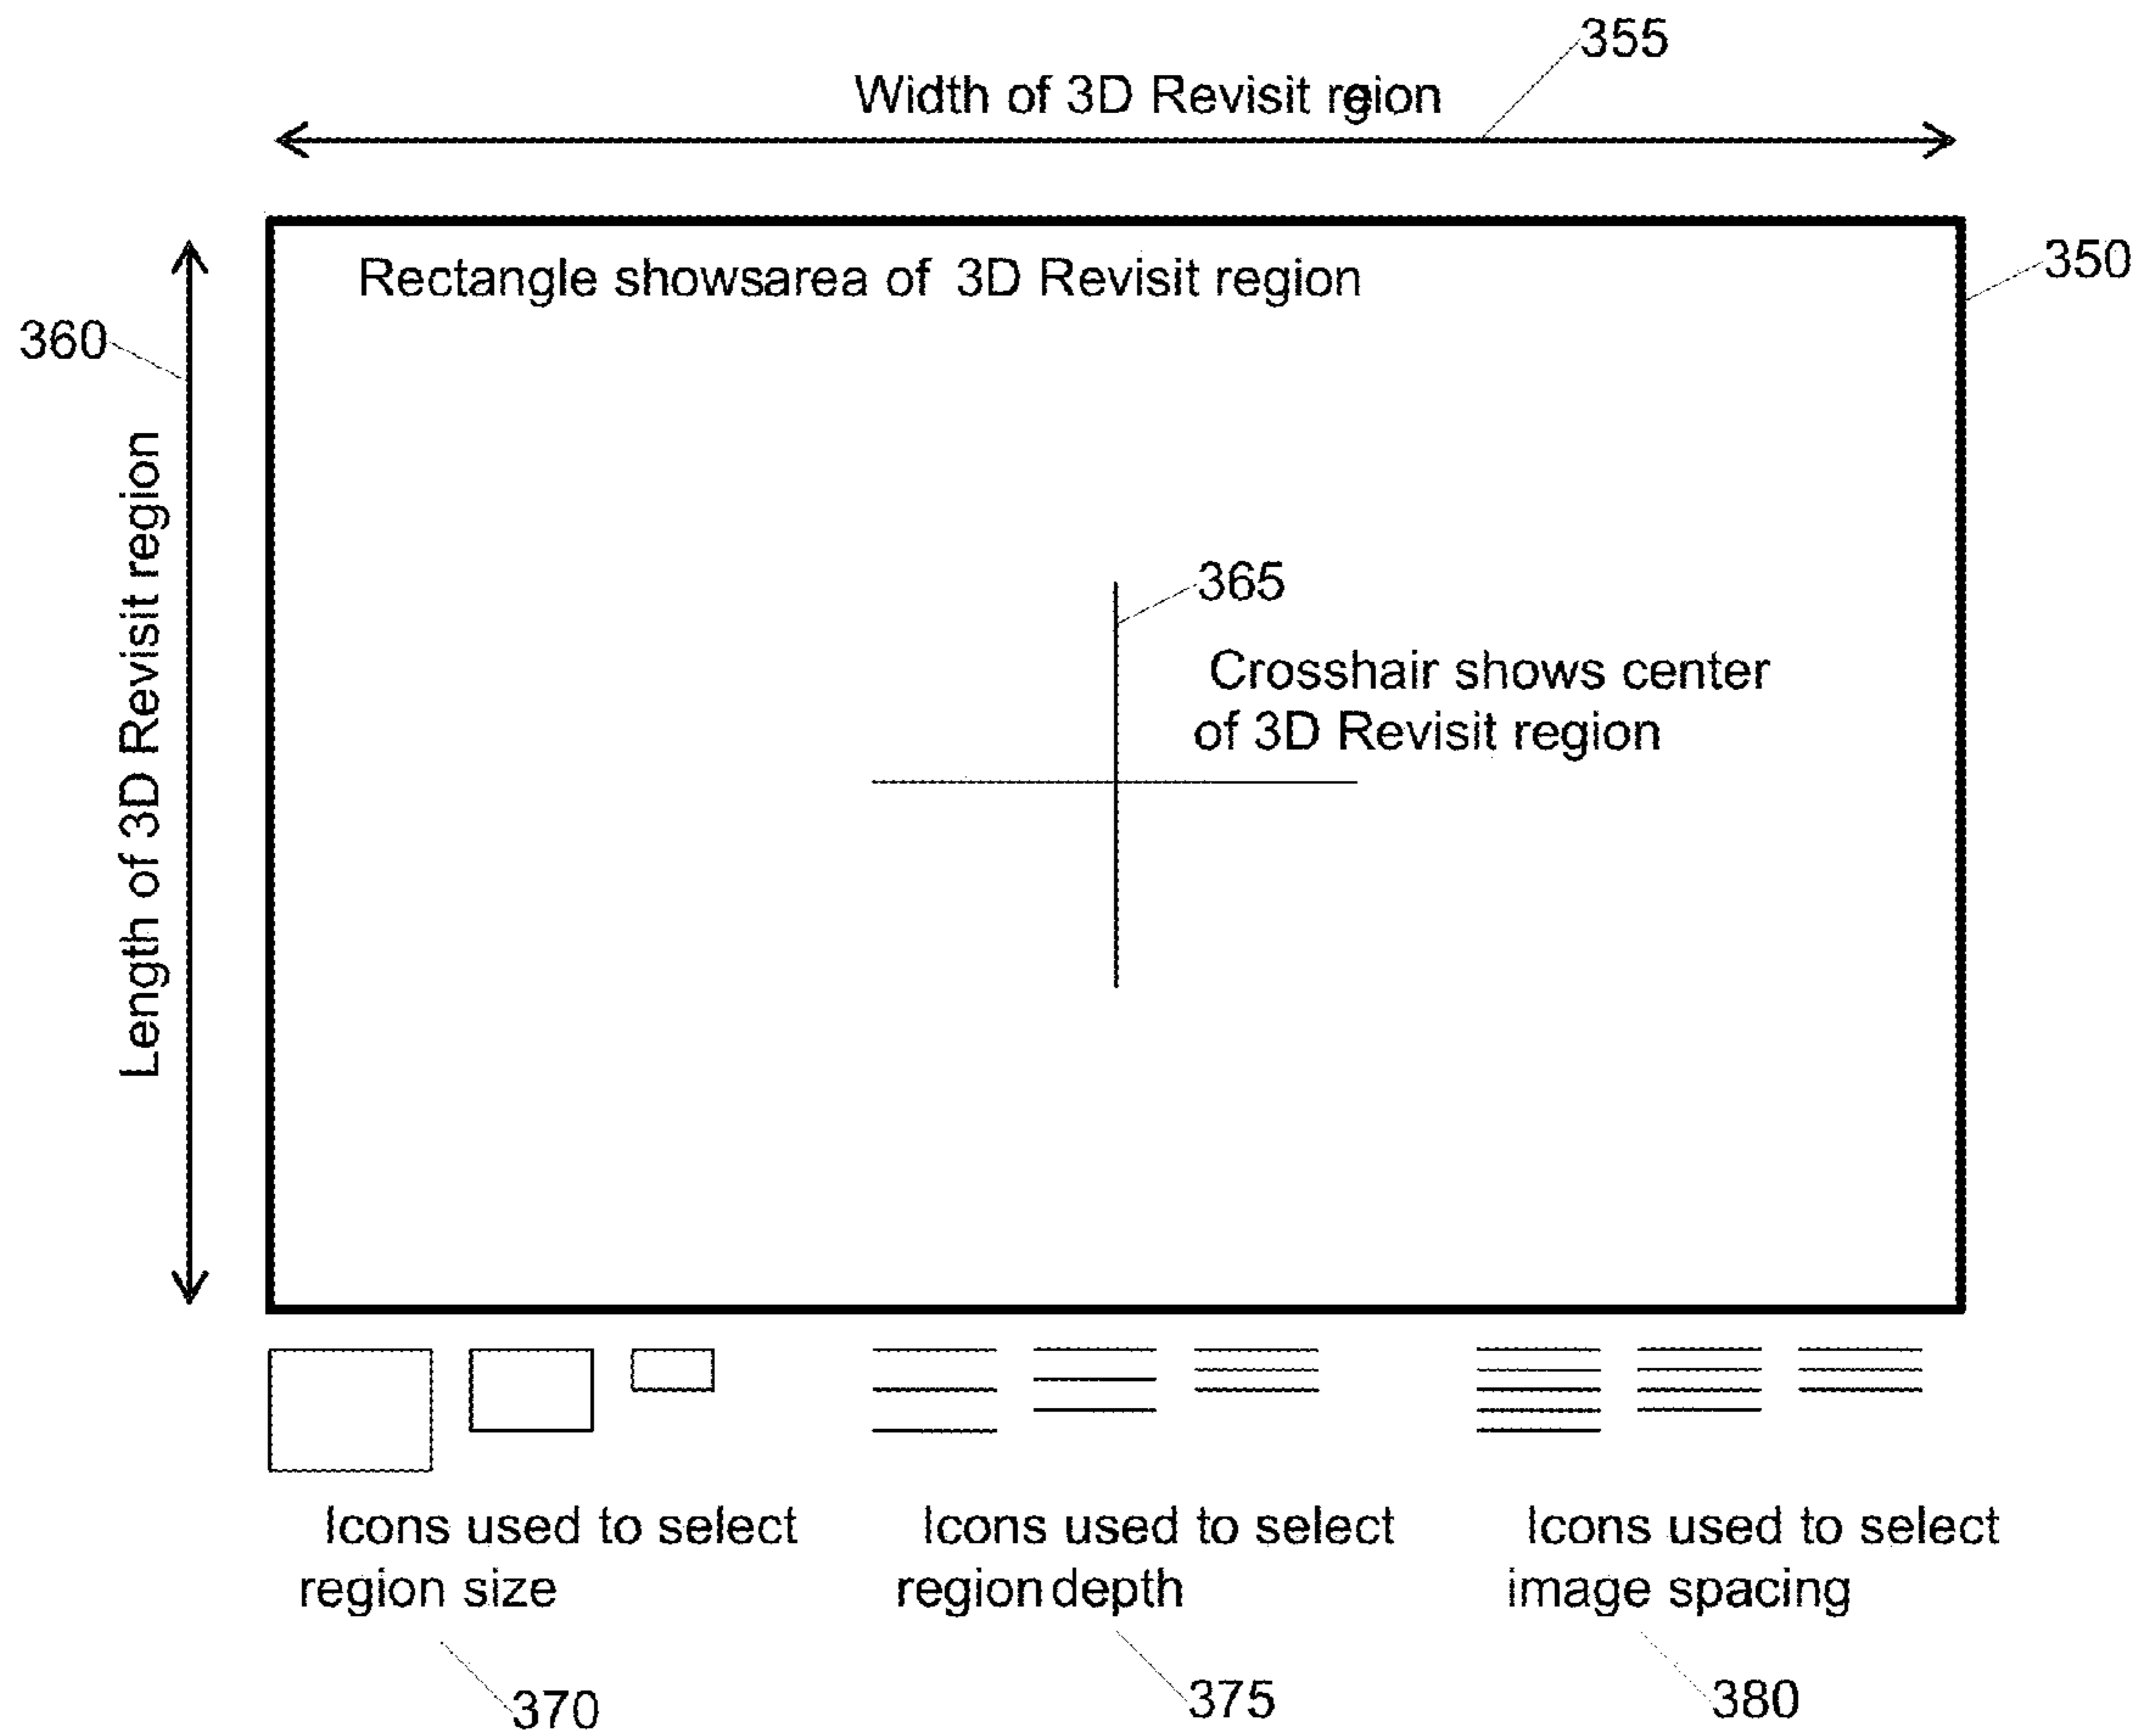 355
Width of 3D Revisit region
350
Rectangle showsarea of 3D Revisit region
360
Length of 3D Revisit region
365
Crosshair shows center
of 3D Revisit region
Icons used to select
region size
370
Icons used to select
region depth
375
Icons used to select
image spacing
380